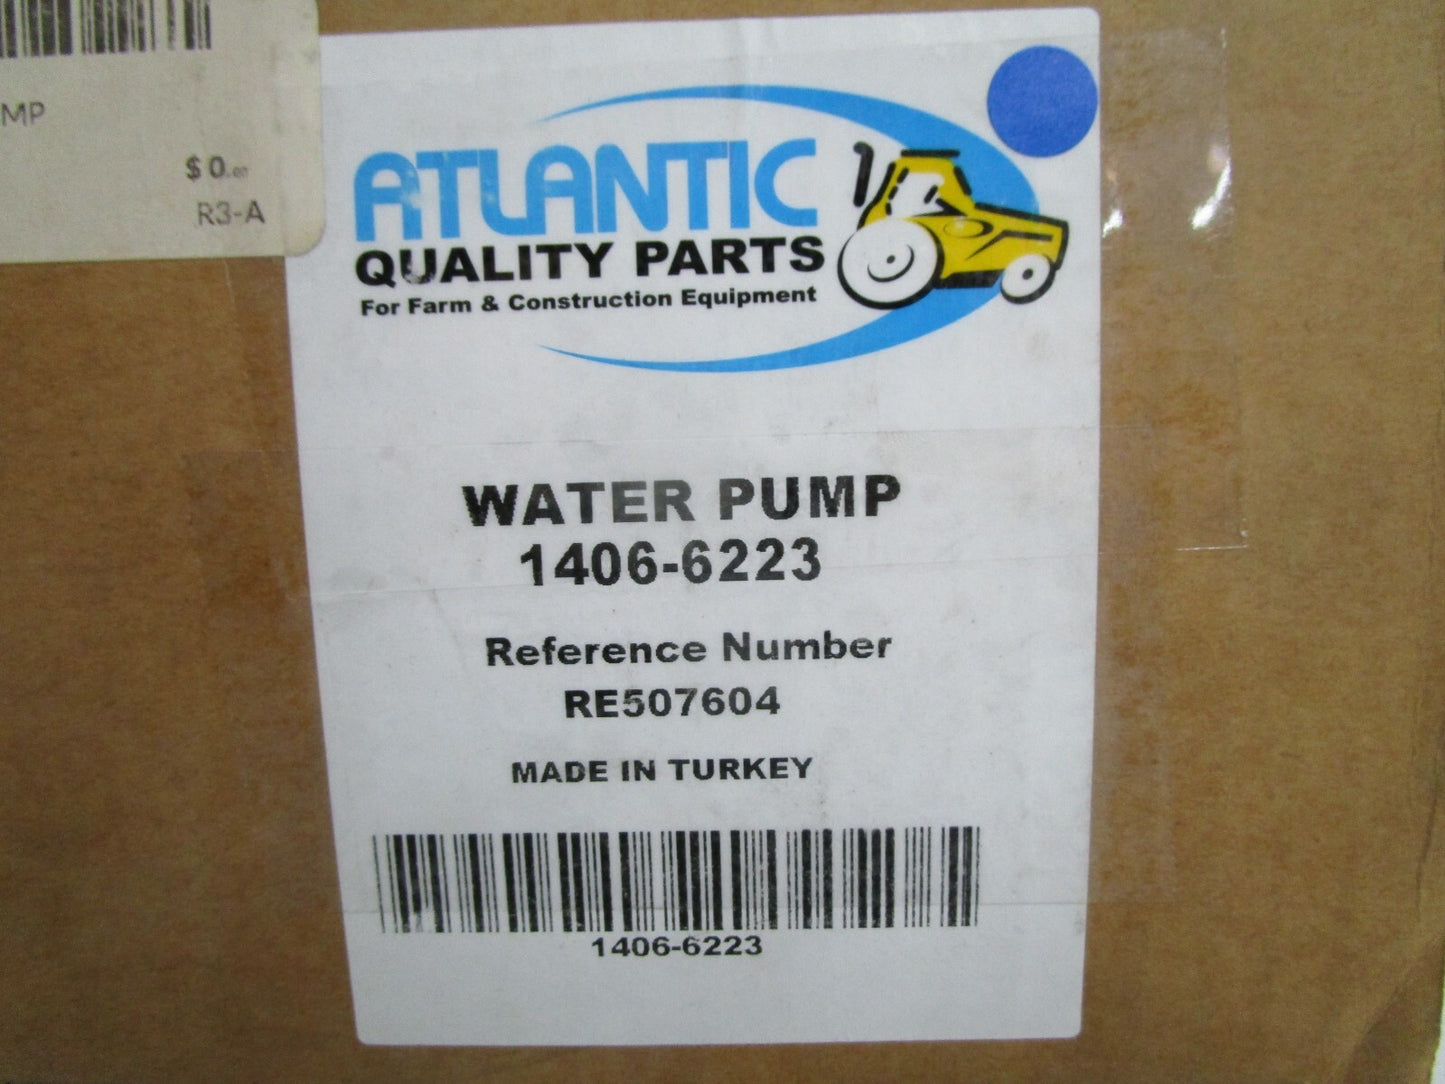 MP
$0.00
R3-A
ATLANTIC
QUALITY PARTS
For Farm & Construction Equipment
WATER PUMP
1406-6223
Reference Number
RE507604
MADE IN TURKEY
1406-6223